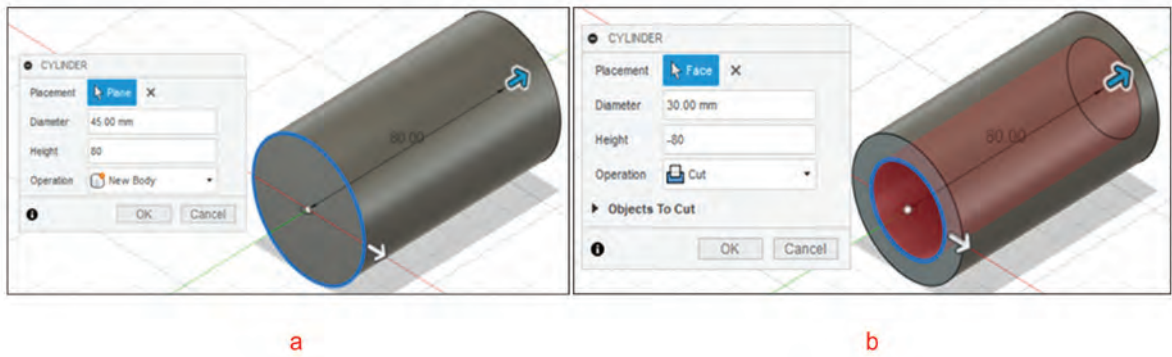 CYLINDER
Placement Plane X
Diameter 45.00 mm
Height 80
Operation New Body
OK Cancel
80.00
a
CYLINDER
Placement Face X
Diameter 30.00 mm
Height -80
Operation Cut
Objects To Cut
OK Cancel
80.00
b